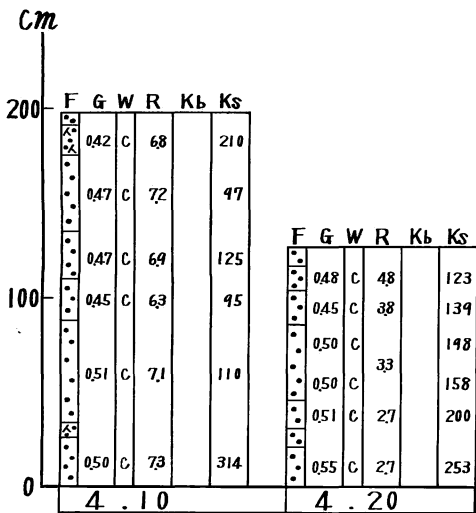 cm
200
100
0
F G W R Kb Ks
0.42 C 6.8 210
0.47 C 7.2 97
0.47 C 6.9 125
0.45 C 6.3 95
0.51 C 7.1 110
0.50 C 7.3 314
4.10
F G W R Kb Ks
0.48 C 4.8 123
0.45 C 3.8 139
0.50 C 198
3.3
0.50 C 158
0.51 C 2.7 200
0.55 C 2.7 253
4.20